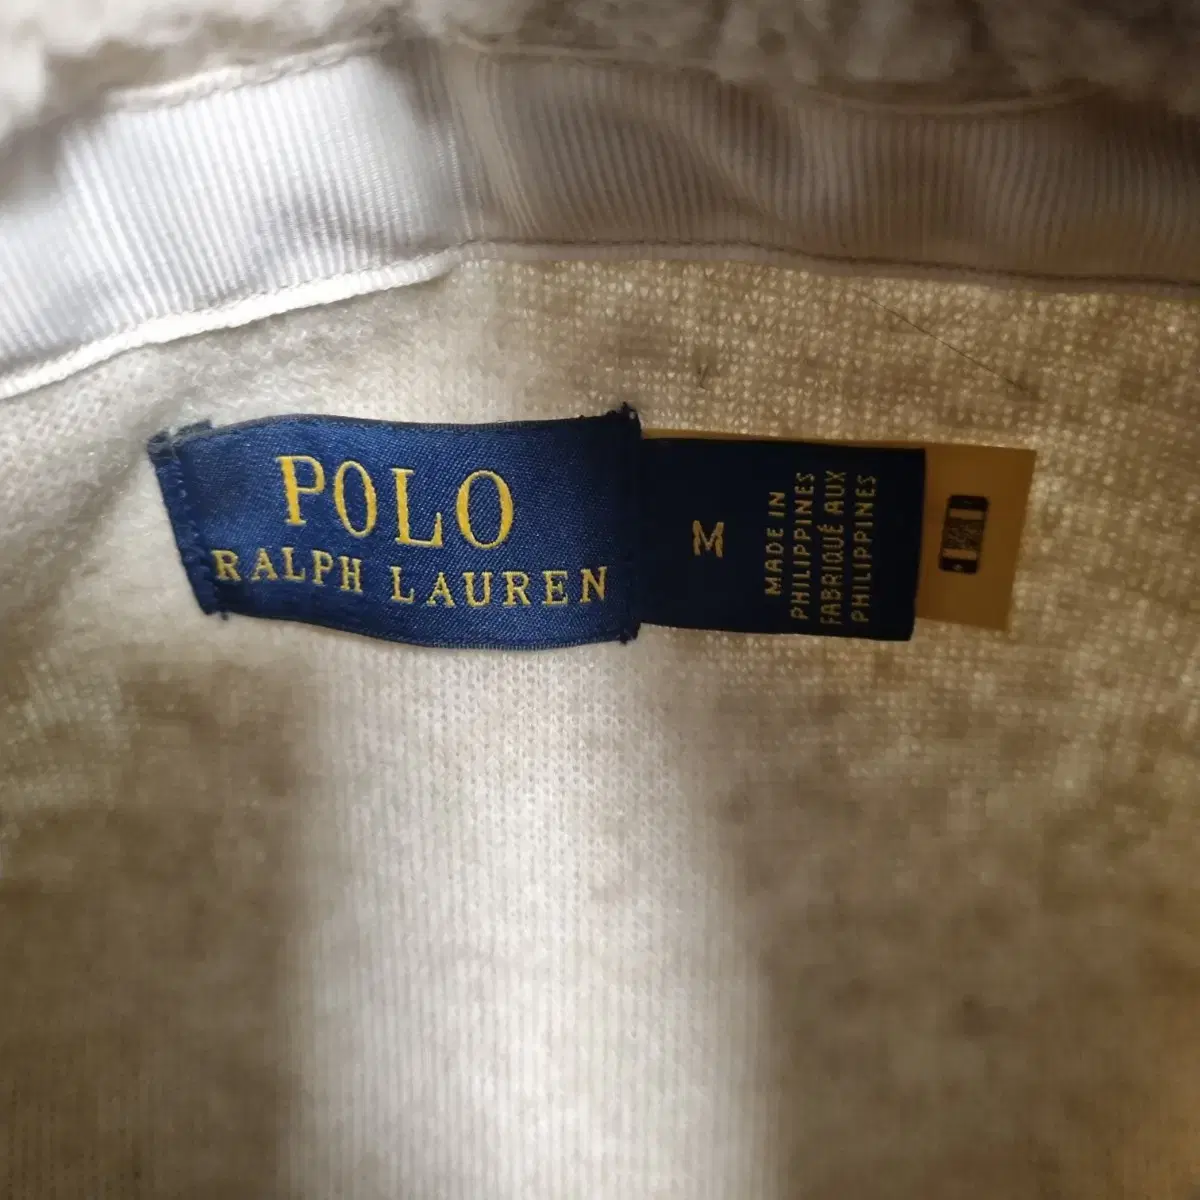 POLO
RALPH LAUREN
M
MADE IN
PHILIPPINES
FABRIQUÉ AUX
PHILIPPINES